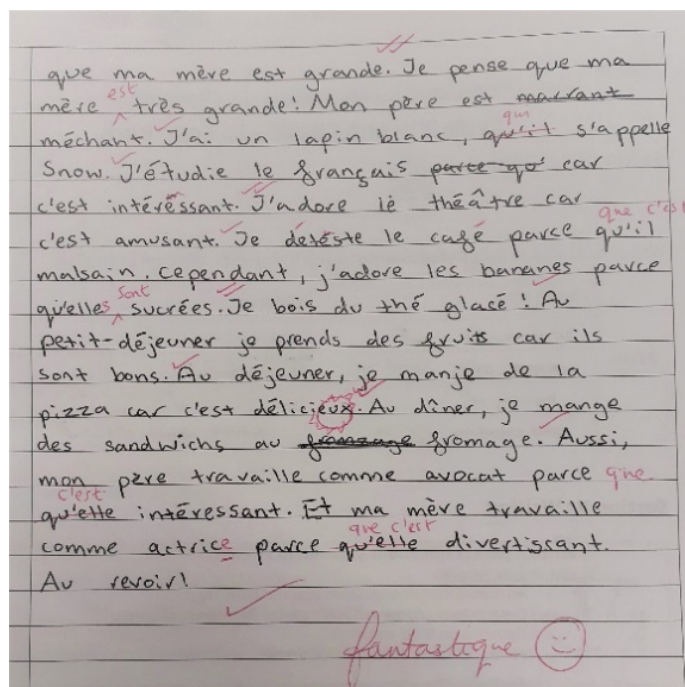 que ma mère est grande. Je pense que ma
est
mère très grande! Mon père est marrant
qui
méchant. J'ai un lapin blanc, qu'il s'appelle
Snow. J'étudie le français parce qu' car
c'est intéressant. J'adore le théâtre car
que c'est
c'est amusant. Je déteste le café parce qu'il
malsain. Cependant, j'adore les bananes parce
sont
qu'elles sucrées. Je bois du thé glacé! Au
petit-déjeuner je prends des fruits car ils
sont bons. Au déjeuner, je manje de la
pizza car c'est délicieux. Au dîner, je mange
des sandwichs au fromage. Aussi,
mon père travaille comme avocat parce que
c'est
qu'elle intéressant. Et ma mère travaille
que c'est
comme actrice parce qu'elle divertissant.
Au revoir!
fantastique